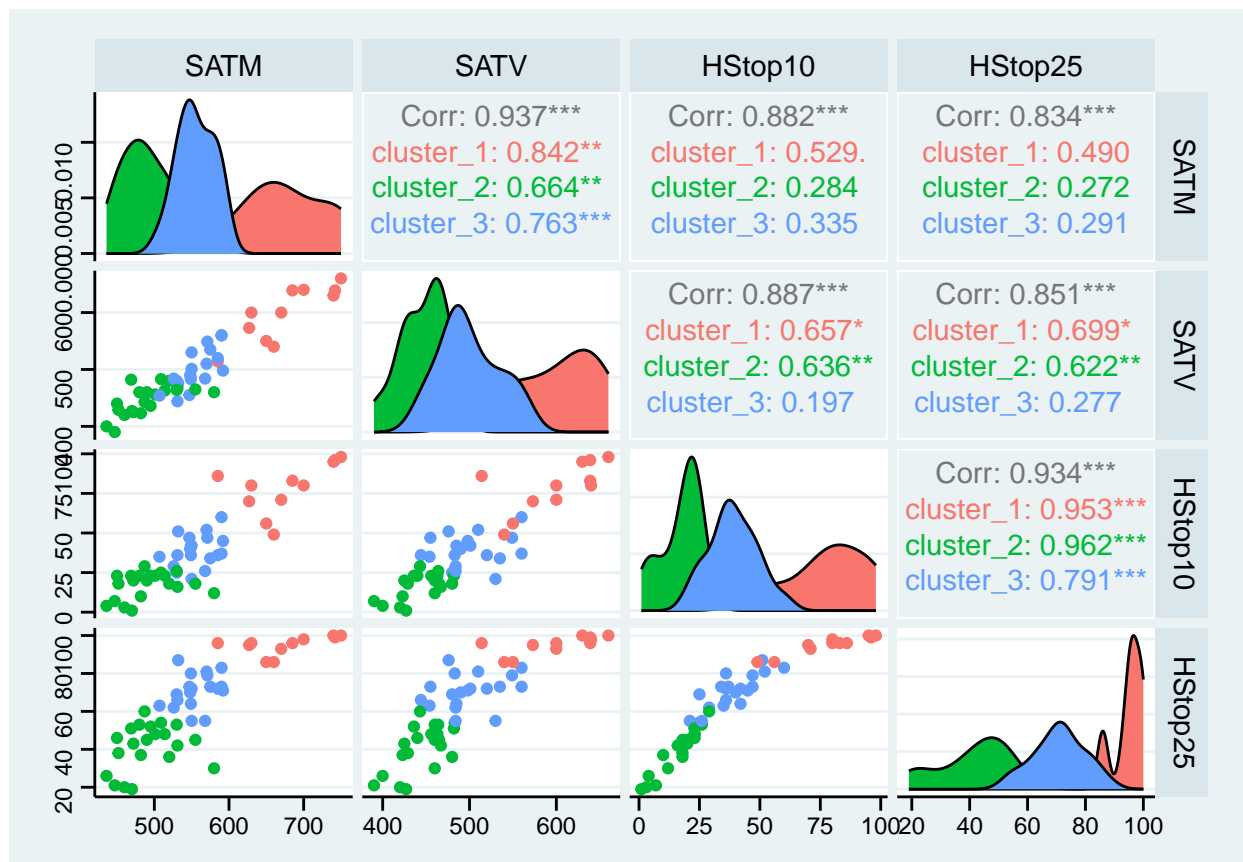 SATM
SATV
HStop10
HStop25
Corr: 0.937***
cluster_1: 0.842**
cluster_2: 0.664**
cluster_3: 0.763***
Corr: 0.882***
cluster_1: 0.529.
cluster_2: 0.284
cluster_3: 0.335
Corr: 0.834***
cluster_1: 0.490
cluster_2: 0.272
cluster_3: 0.291
SATM
0.010
0.005
0.000
Corr: 0.887***
cluster_1: 0.657*
cluster_2: 0.636**
cluster_3: 0.197
Corr: 0.851***
cluster_1: 0.699*
cluster_2: 0.622**
cluster_3: 0.277
SATV
600
500
400
Corr: 0.934***
cluster_1: 0.953***
cluster_2: 0.962***
cluster_3: 0.791***
HStop10
100
75
50
25
0
HStop25
100
80
60
40
20
500 600 700
400 500 600
0 25 50 75 100
20 40 60 80 100